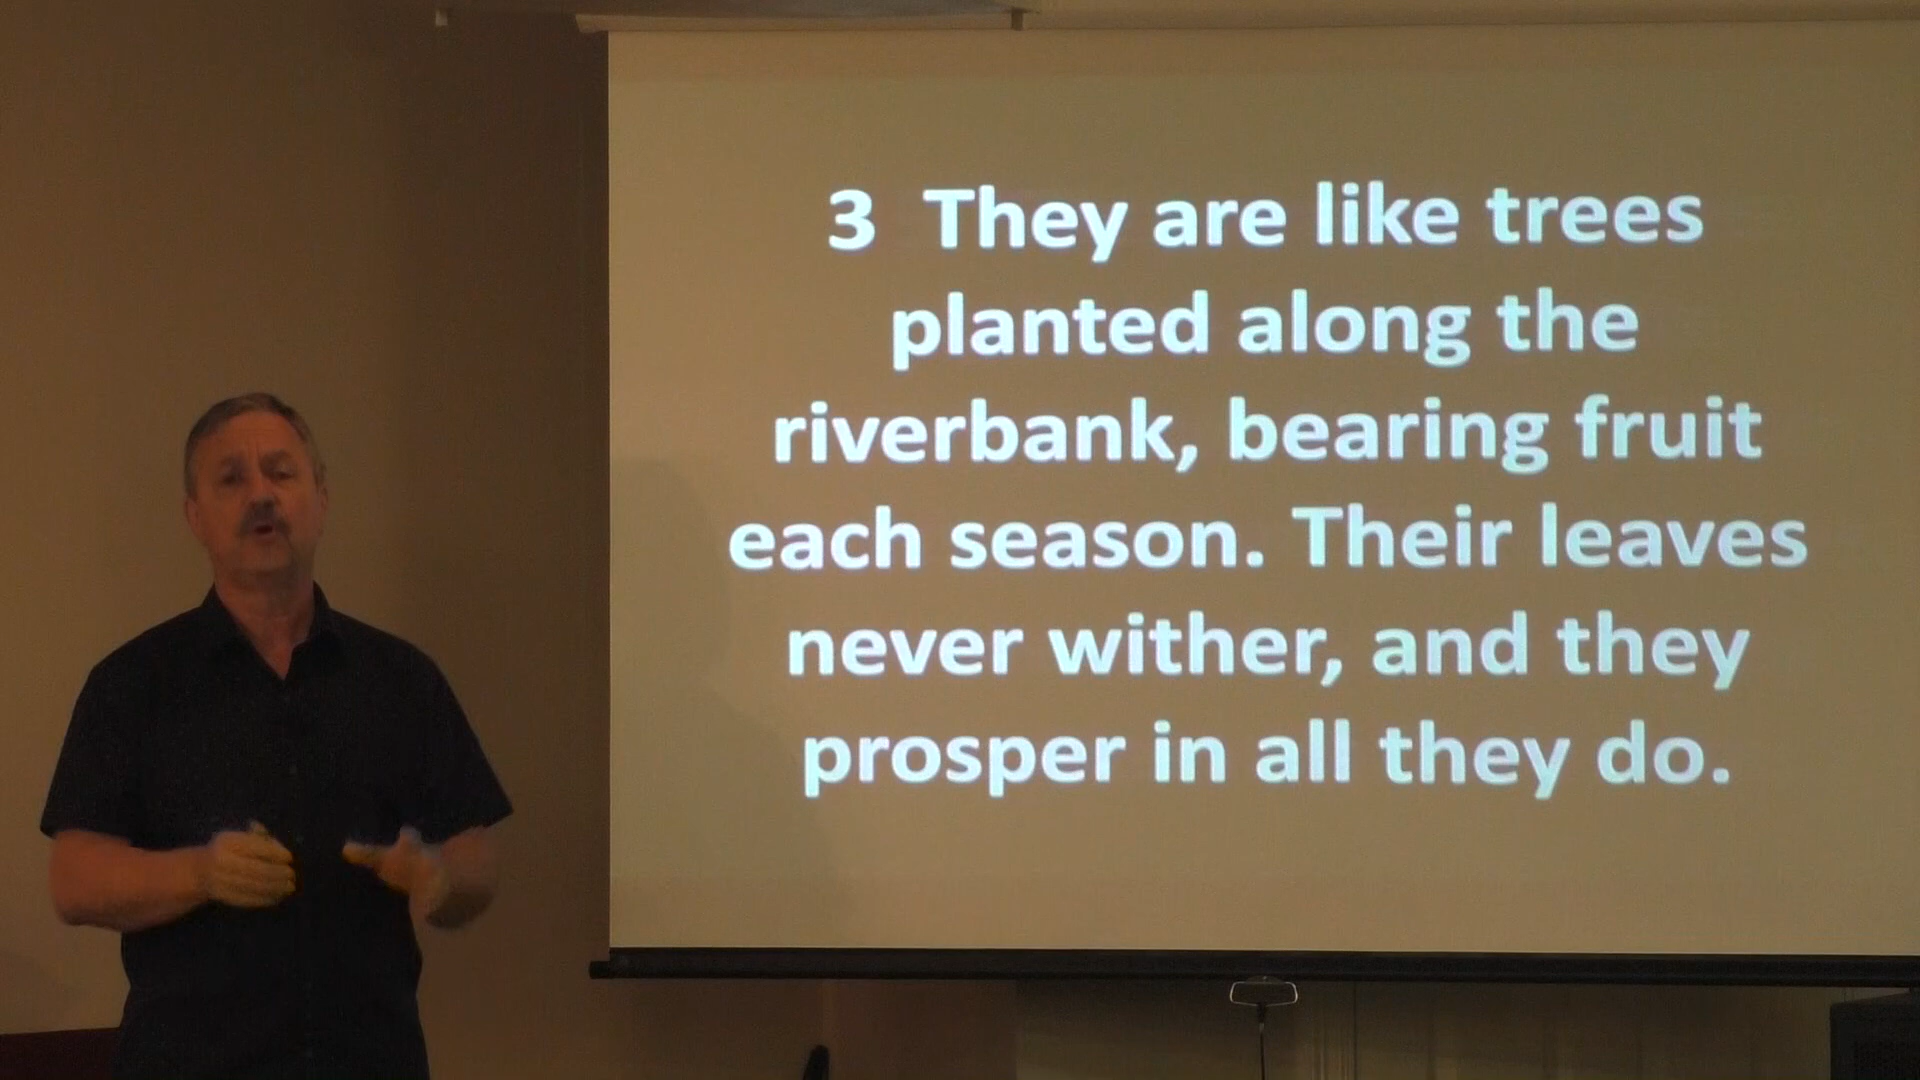 3 They are like trees
planted along the
riverbank, bearing fruit
each season. Their leaves
never wither, and they
prosper in all they do.